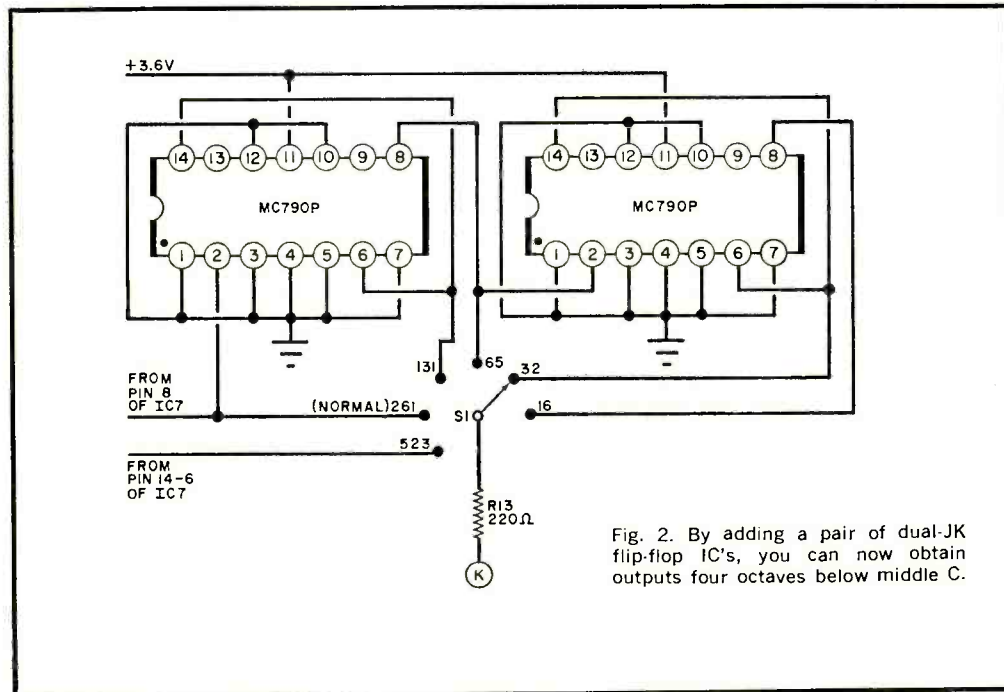 +3.6V
14 13 12 11 10 9 8
MC790P
1 2 3 4 5 6 7
14 13 12 11 10 9 8
MC790P
1 2 3 4 5 6 7
131
65
32
FROM
PIN 8
OF IC7
(NORMAL)261
S1
16
523
FROM
PIN 14-6
OF IC7
R13
220Ω
K
Fig. 2. By adding a pair of dual-JK
flip-flop IC's, you can now obtain
outputs four octaves below middle C.